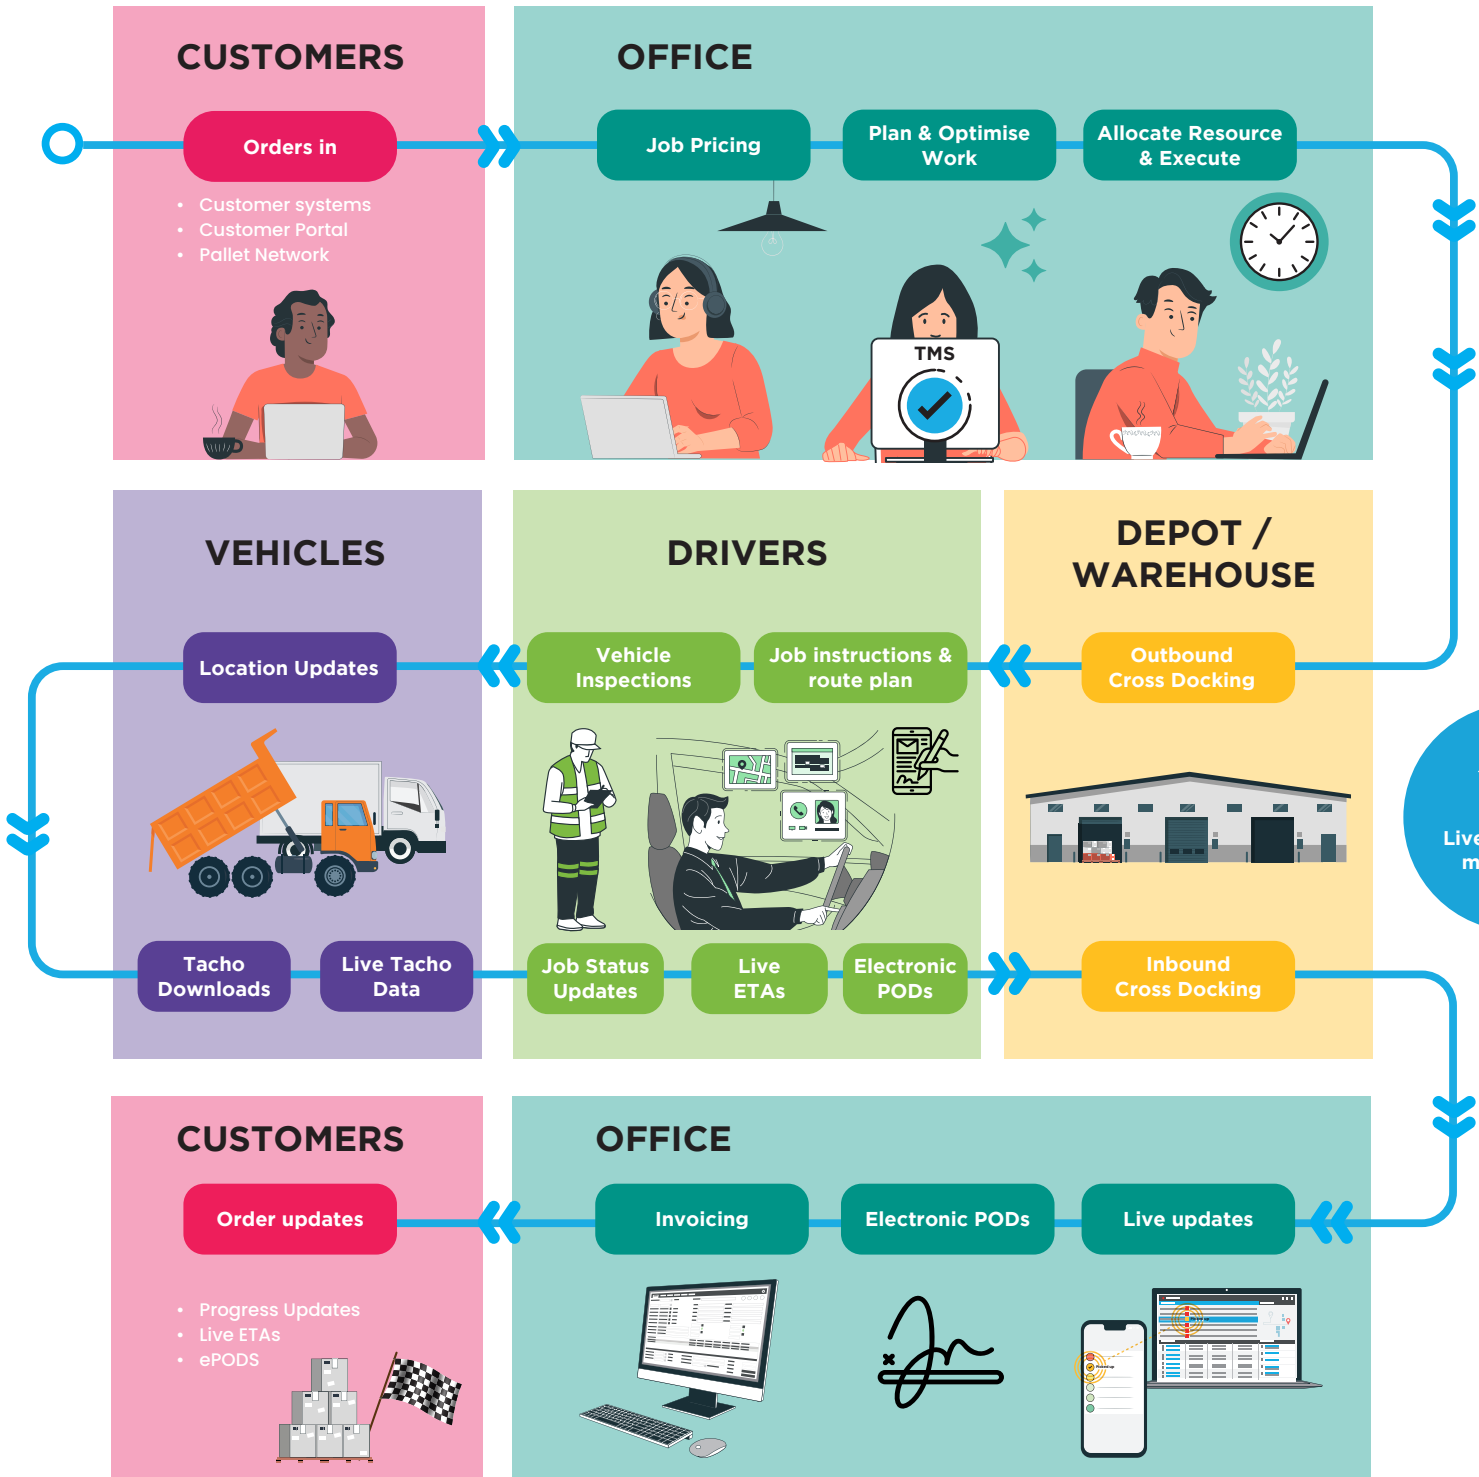 CUSTOMERS
Orders in
• Customer systems
• Customer Portal
• Pallet Network
OFFICE
Job Pricing
Plan & Optimise
Work
Allocate Resource
& Execute
TMS
VEHICLES
Location Updates
Tacho
Downloads
Live Tacho
Data
DRIVERS
Vehicle
Inspections
Job instructions &
route plan
Job Status
Updates
Live
ETAs
Electronic
PODs
DEPOT /
WAREHOUSE
Outbound
Cross Docking
Inbound
Cross Docking
Live
CUSTOMERS
Order updates
• Progress Updates
• Live ETAs
• ePODS
OFFICE
Invoicing
Electronic PODs
Live updates